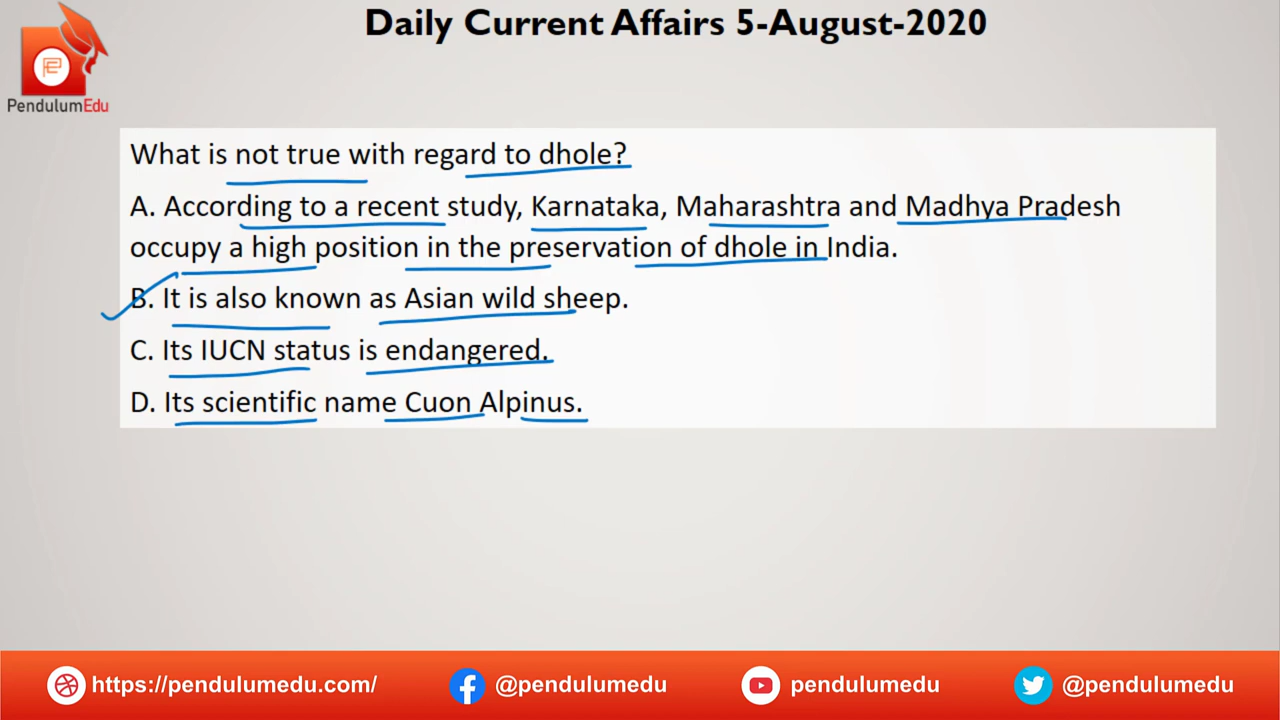 Daily Current Affairs 5-August-2020
PE
PendulumEdu
What is not true with regard to dhole?
A. According to a recent study, Karnataka, Maharashtra and Madhya Pradesh
occupy a high position in the preservation of dhole in India.
B. It is also known as Asian wild sheep.
C. Its IUCN status is endangered.
D. Its scientific name Cuon Alpinus.
https://pendulumedu.com/ @pendulumedu pendulumedu @pendulumedu